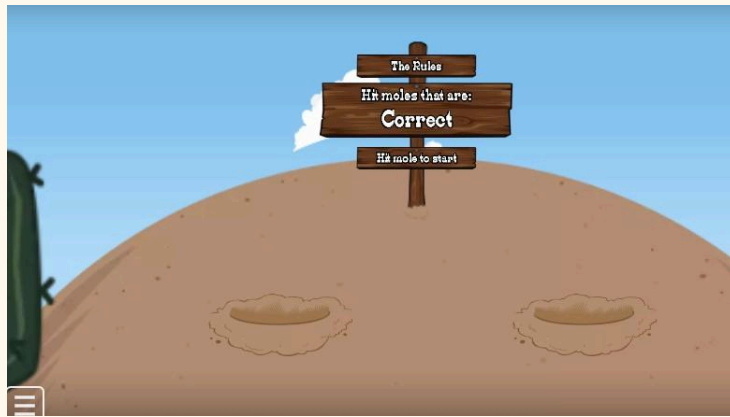 The Rules
Hit moles that are:
Correct
Hit mole to start